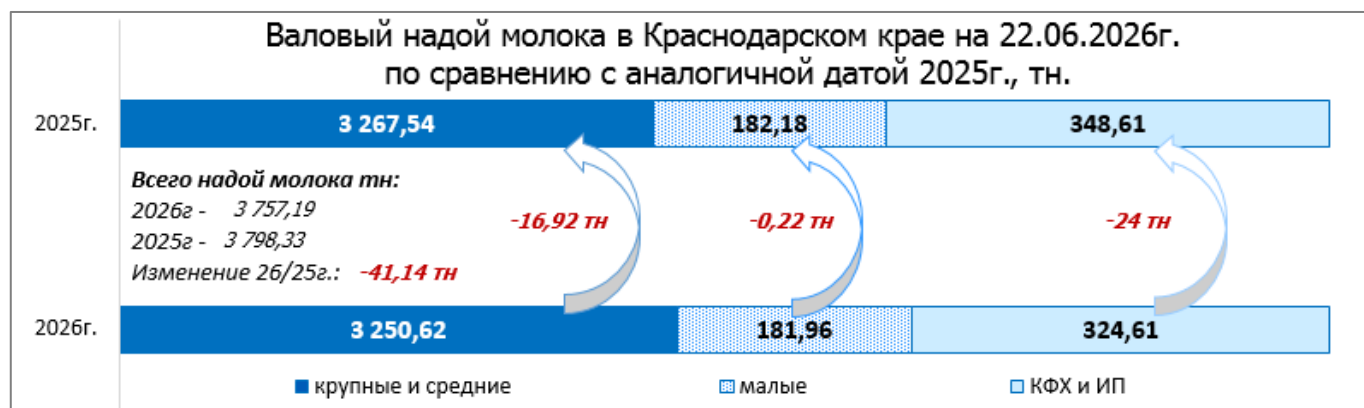 Валовый надой молока в Краснодарском крае на 22.06.2026г.
по сравнению с аналогичной датой 2025г., тн.
2025г.
3 267,54
182,18
348,61
Всего надой молока тн:
2026г - 3 757,19
2025г - 3 798,33
Изменение 26/25г.: -41,14 тн
-16,92 тн
-0,22 тн
-24 тн
2026г.
3 250,62
181,96
324,61
крупные и средние
малые
КФХ и ИП